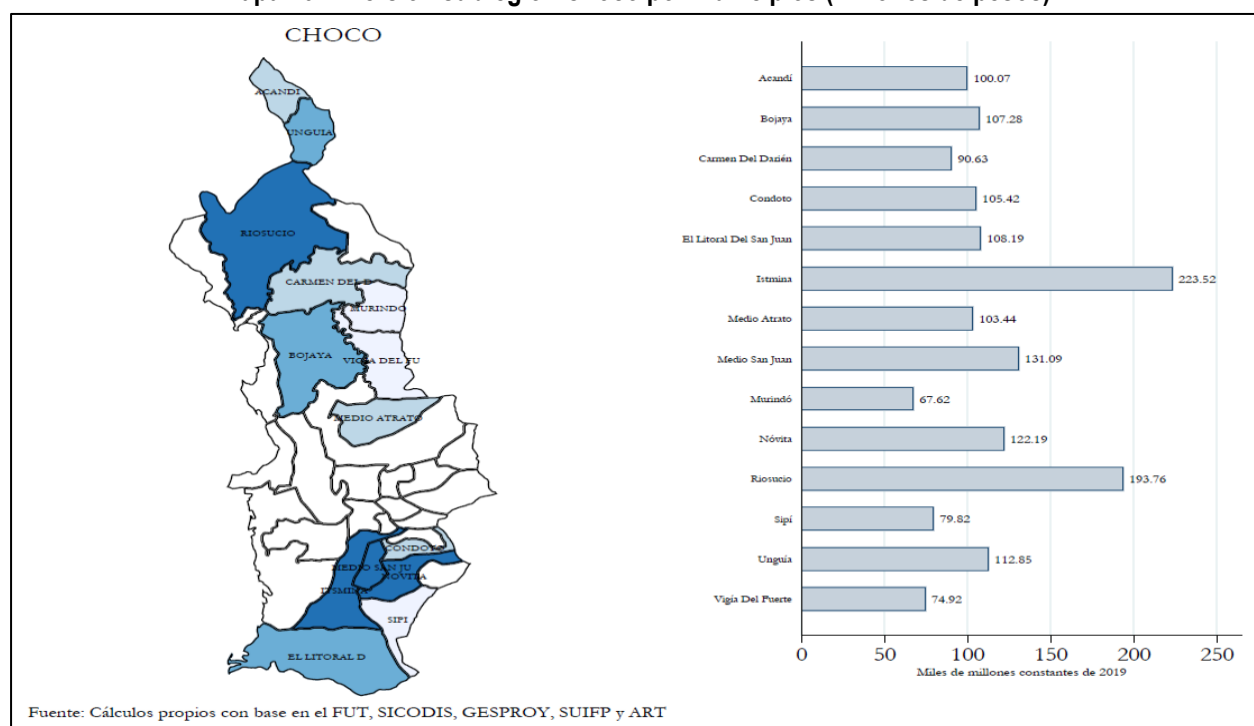 CHOCO
ACANDI
UNGUIA
RIOSUCIO
CARMEN DEL D
MURINDO
BOJAYA
VIGIA DEL FU
MEDIO ATRATO
CONDOTO
MEDIO SAN JU
NOVITA
ITSMINA
SIPI
EL LITORAL D
Acandí 100.07
Bojaya 107.28
Carmen Del Darién 90.63
Condoto 105.42
El Litoral Del San Juan 108.19
Istmina 223.52
Medio Atrato 103.44
Medio San Juan 131.09
Murindó 67.62
Nóvita 122.19
Riosucio 193.76
Sipí 79.82
Unguía 112.85
Vigía Del Fuerte 74.92
0 50 100 150 200 250
Miles de millones constantes de 2019
Fuente: Cálculos propios con base en el FUT, SICODIS, GESPROY, SUIFP y ART